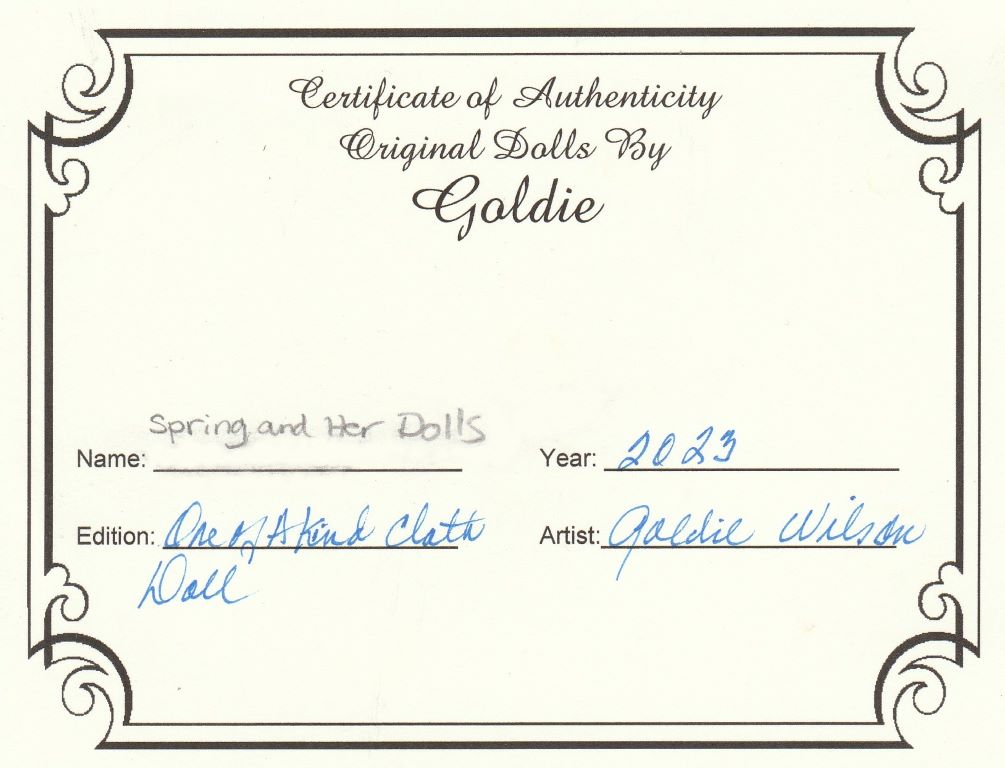 Certificate of Authenticity
Original Dolls By
Goldie
Spring and Her Dolls
Name:
Year: 2023
Edition: One of A Kind Cloth
Doll
Artist: Goldie Wilson